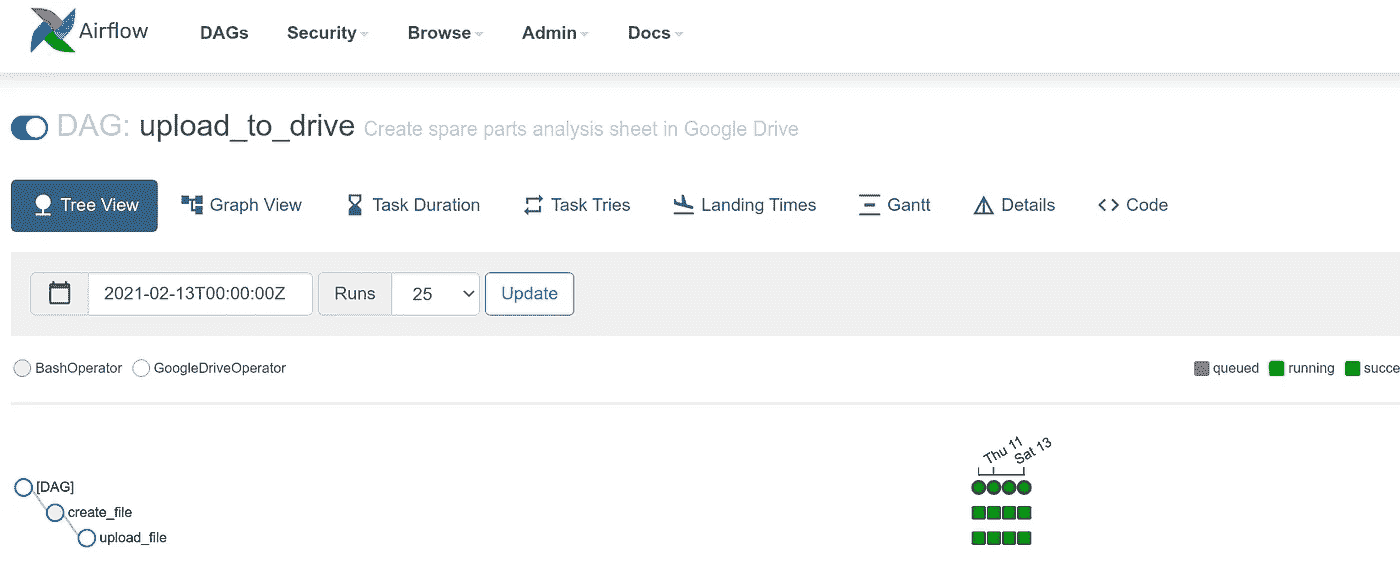 Airflow DAGs Security Browse Admin Docs
DAG: upload_to_drive Create spare parts analysis sheet in Google Drive
Tree View Graph View Task Duration Task Tries Landing Times Gantt Details Code
2021-02-13T00:00:00Z Runs 25 Update
BashOperator GoogleDriveOperator queued running succe
Thu 11 Sat 13
[DAG]
create_file
upload_file